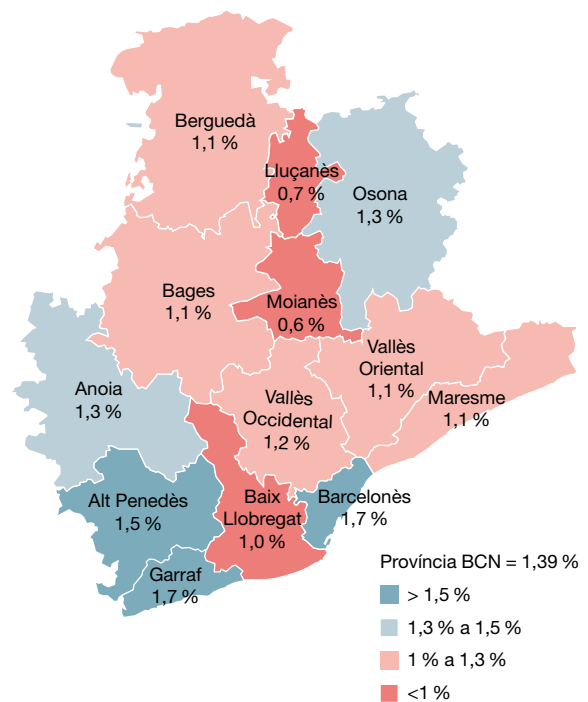 Berguedà
1,1 %
Lluçanès
0,7 %
Osona
1,3 %
Bages
1,1 %
Moianès
0,6 %
Vallès
Oriental
1,1 %
Maresme
1,1 %
Anoia
1,3 %
Vallès
Occidental
1,2 %
Alt Penedès
1,5 %
Baix
Llobregat
1,0 %
Barcelonès
1,7 %
Garraf
1,7 %
Província BCN = 1,39 %
> 1,5 %
1,3 % a 1,5 %
1 % a 1,3 %
<1 %